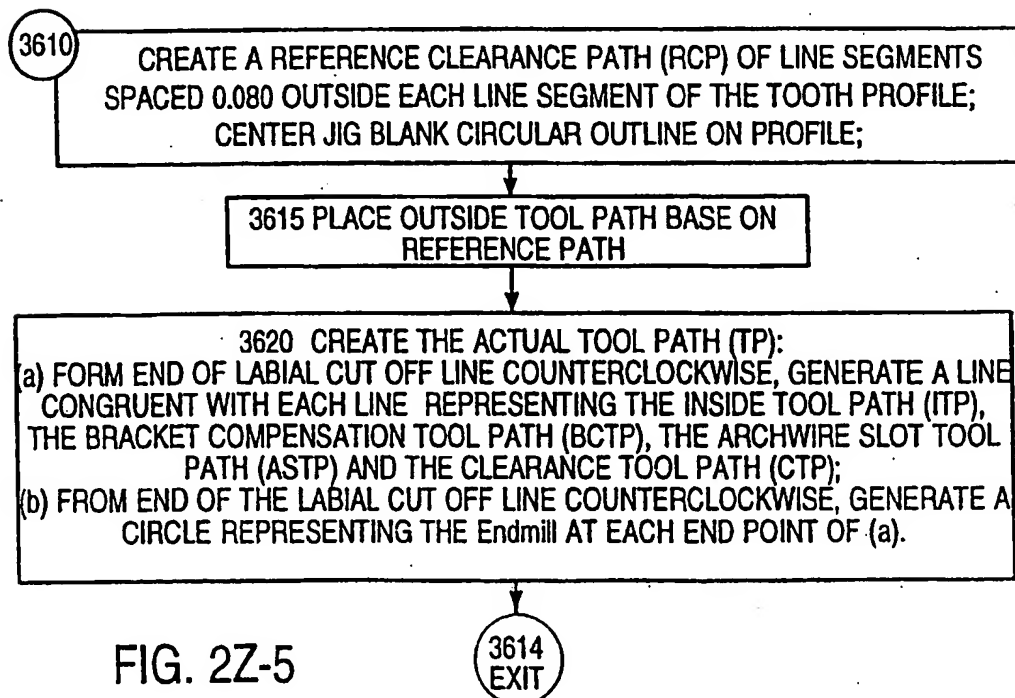 3610
CREATE A REFERENCE CLEARANCE PATH (RCP) OF LINE SEGMENTS
SPACED 0.080 OUTSIDE EACH LINE SEGMENT OF THE TOOTH PROFILE;
CENTER JIG BLANK CIRCULAR OUTLINE ON PROFILE;
3615 PLACE OUTSIDE TOOL PATH BASE ON
REFERENCE PATH
3620 CREATE THE ACTUAL TOOL PATH (TP):
(a) FORM END OF LABIAL CUT OFF LINE COUNTERCLOCKWISE, GENERATE A LINE
CONGRUENT WITH EACH LINE REPRESENTING THE INSIDE TOOL PATH (ITP),
THE BRACKET COMPENSATION TOOL PATH (BCTP), THE ARCHWIRE SLOT TOOL
PATH (ASTP) AND THE CLEARANCE TOOL PATH (CTP);
(b) FROM END OF THE LABIAL CUT OFF LINE COUNTERCLOCKWISE, GENERATE A
CIRCLE REPRESENTING THE Endmill AT EACH END POINT OF (a).
3614
EXIT
FIG. 2Z-5